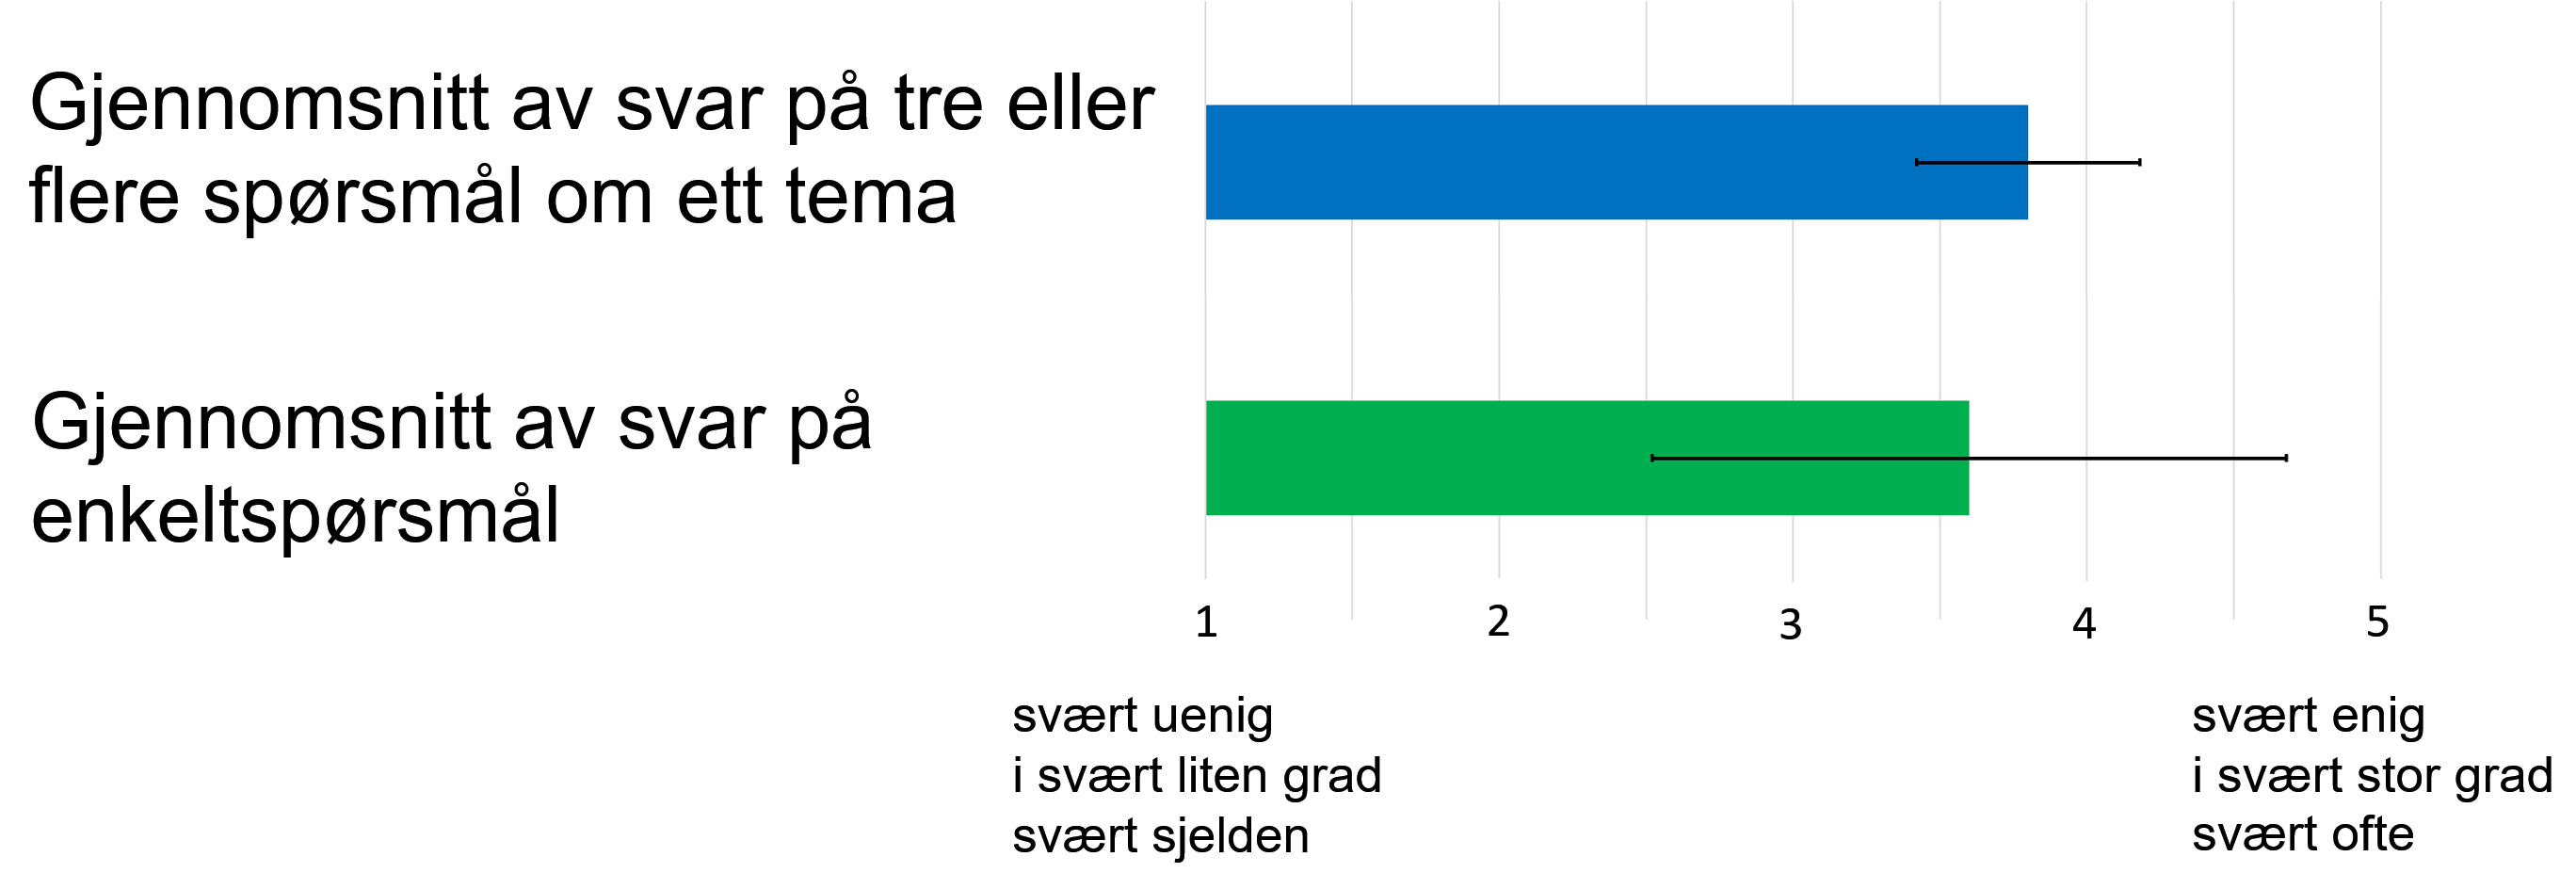 Gjennomsnitt av svar på tre eller
flere spørsmål om ett tema
Gjennomsnitt av svar på
enkeltspørsmål
1 2 3 4 5
svært uenig
i svært liten grad
svært sjelden
svært enig
i svært stor grad
svært ofte